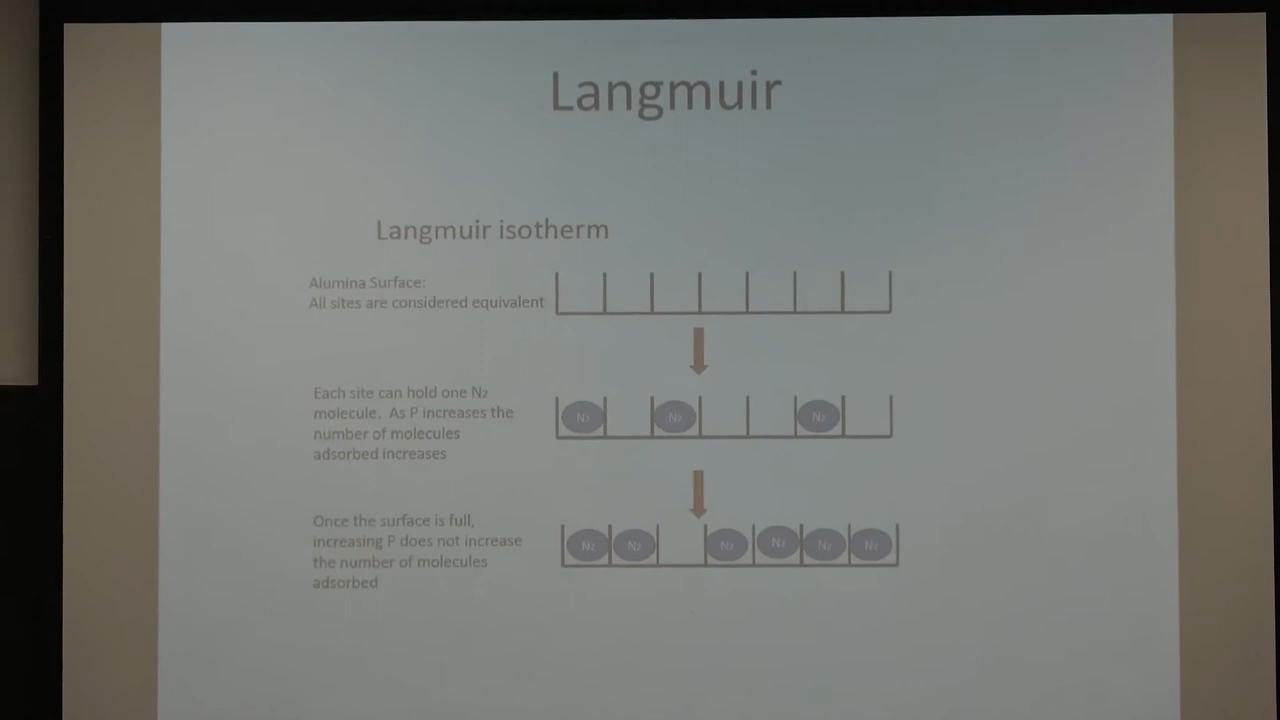 Langmuir
Langmuir isotherm
Alumina Surface:
All sites are considered equivalent
Each site can hold one N₂
molecule. As P increases the
number of molecules
adsorbed increases
N₂ N₂ N₂
Once the surface is full,
increasing P does not increase
the number of molecules
adsorbed
N₂ N₂ N₂ N₂ N₂ N₂